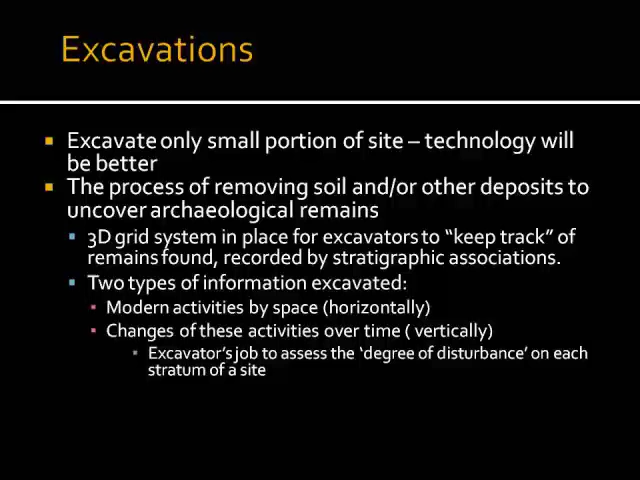 Excavations
Excavate only small portion of site – technology will
be better
The process of removing soil and/or other deposits to
uncover archaeological remains
3D grid system in place for excavators to “keep track” of
remains found, recorded by stratigraphic associations.
Two types of information excavated:
Modern activities by space (horizontally)
Changes of these activities over time ( vertically)
Excavator’s job to assess the ‘degree of disturbance’ on each
stratum of a site